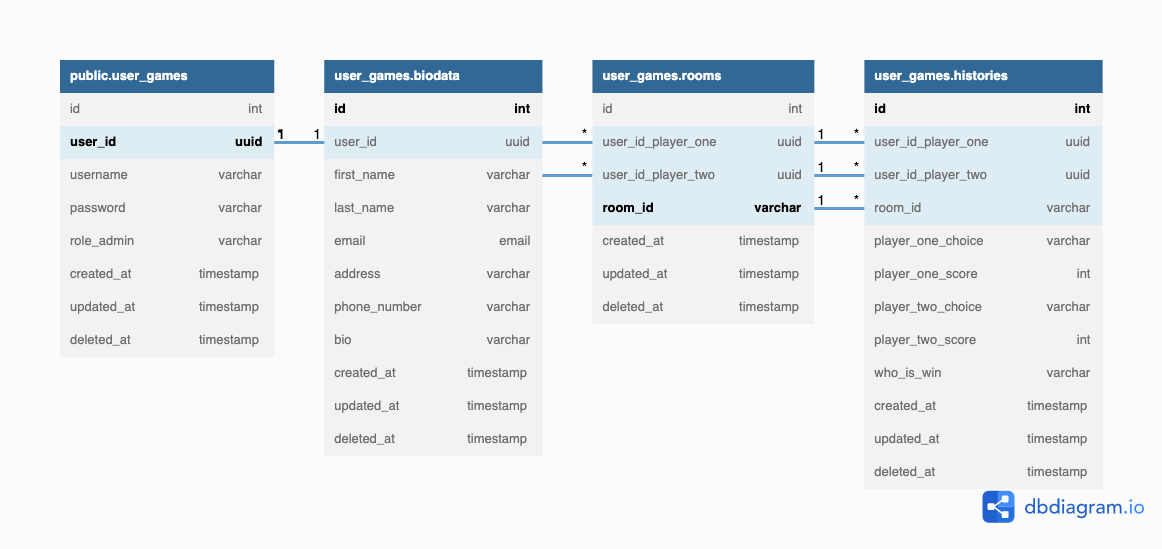 public.user_games
id int
user_id uuid
username varchar
password varchar
role_admin varchar
created_at timestamp
updated_at timestamp
deleted_at timestamp
1 1
user_games.biodata
id int
user_id uuid
first_name varchar
last_name varchar
email email
address varchar
phone_number varchar
bio varchar
created_at timestamp
updated_at timestamp
deleted_at timestamp
*
*
user_games.rooms
id int
user_id_player_one uuid
user_id_player_two uuid
room_id varchar
created_at timestamp
updated_at timestamp
deleted_at timestamp
1 *
1 *
1 *
user_games.histories
id int
user_id_player_one uuid
user_id_player_two uuid
room_id varchar
player_one_choice varchar
player_one_score int
player_two_choice varchar
player_two_score int
who_is_win varchar
created_at timestamp
updated_at timestamp
deleted_at timestamp
dbdiagram.io